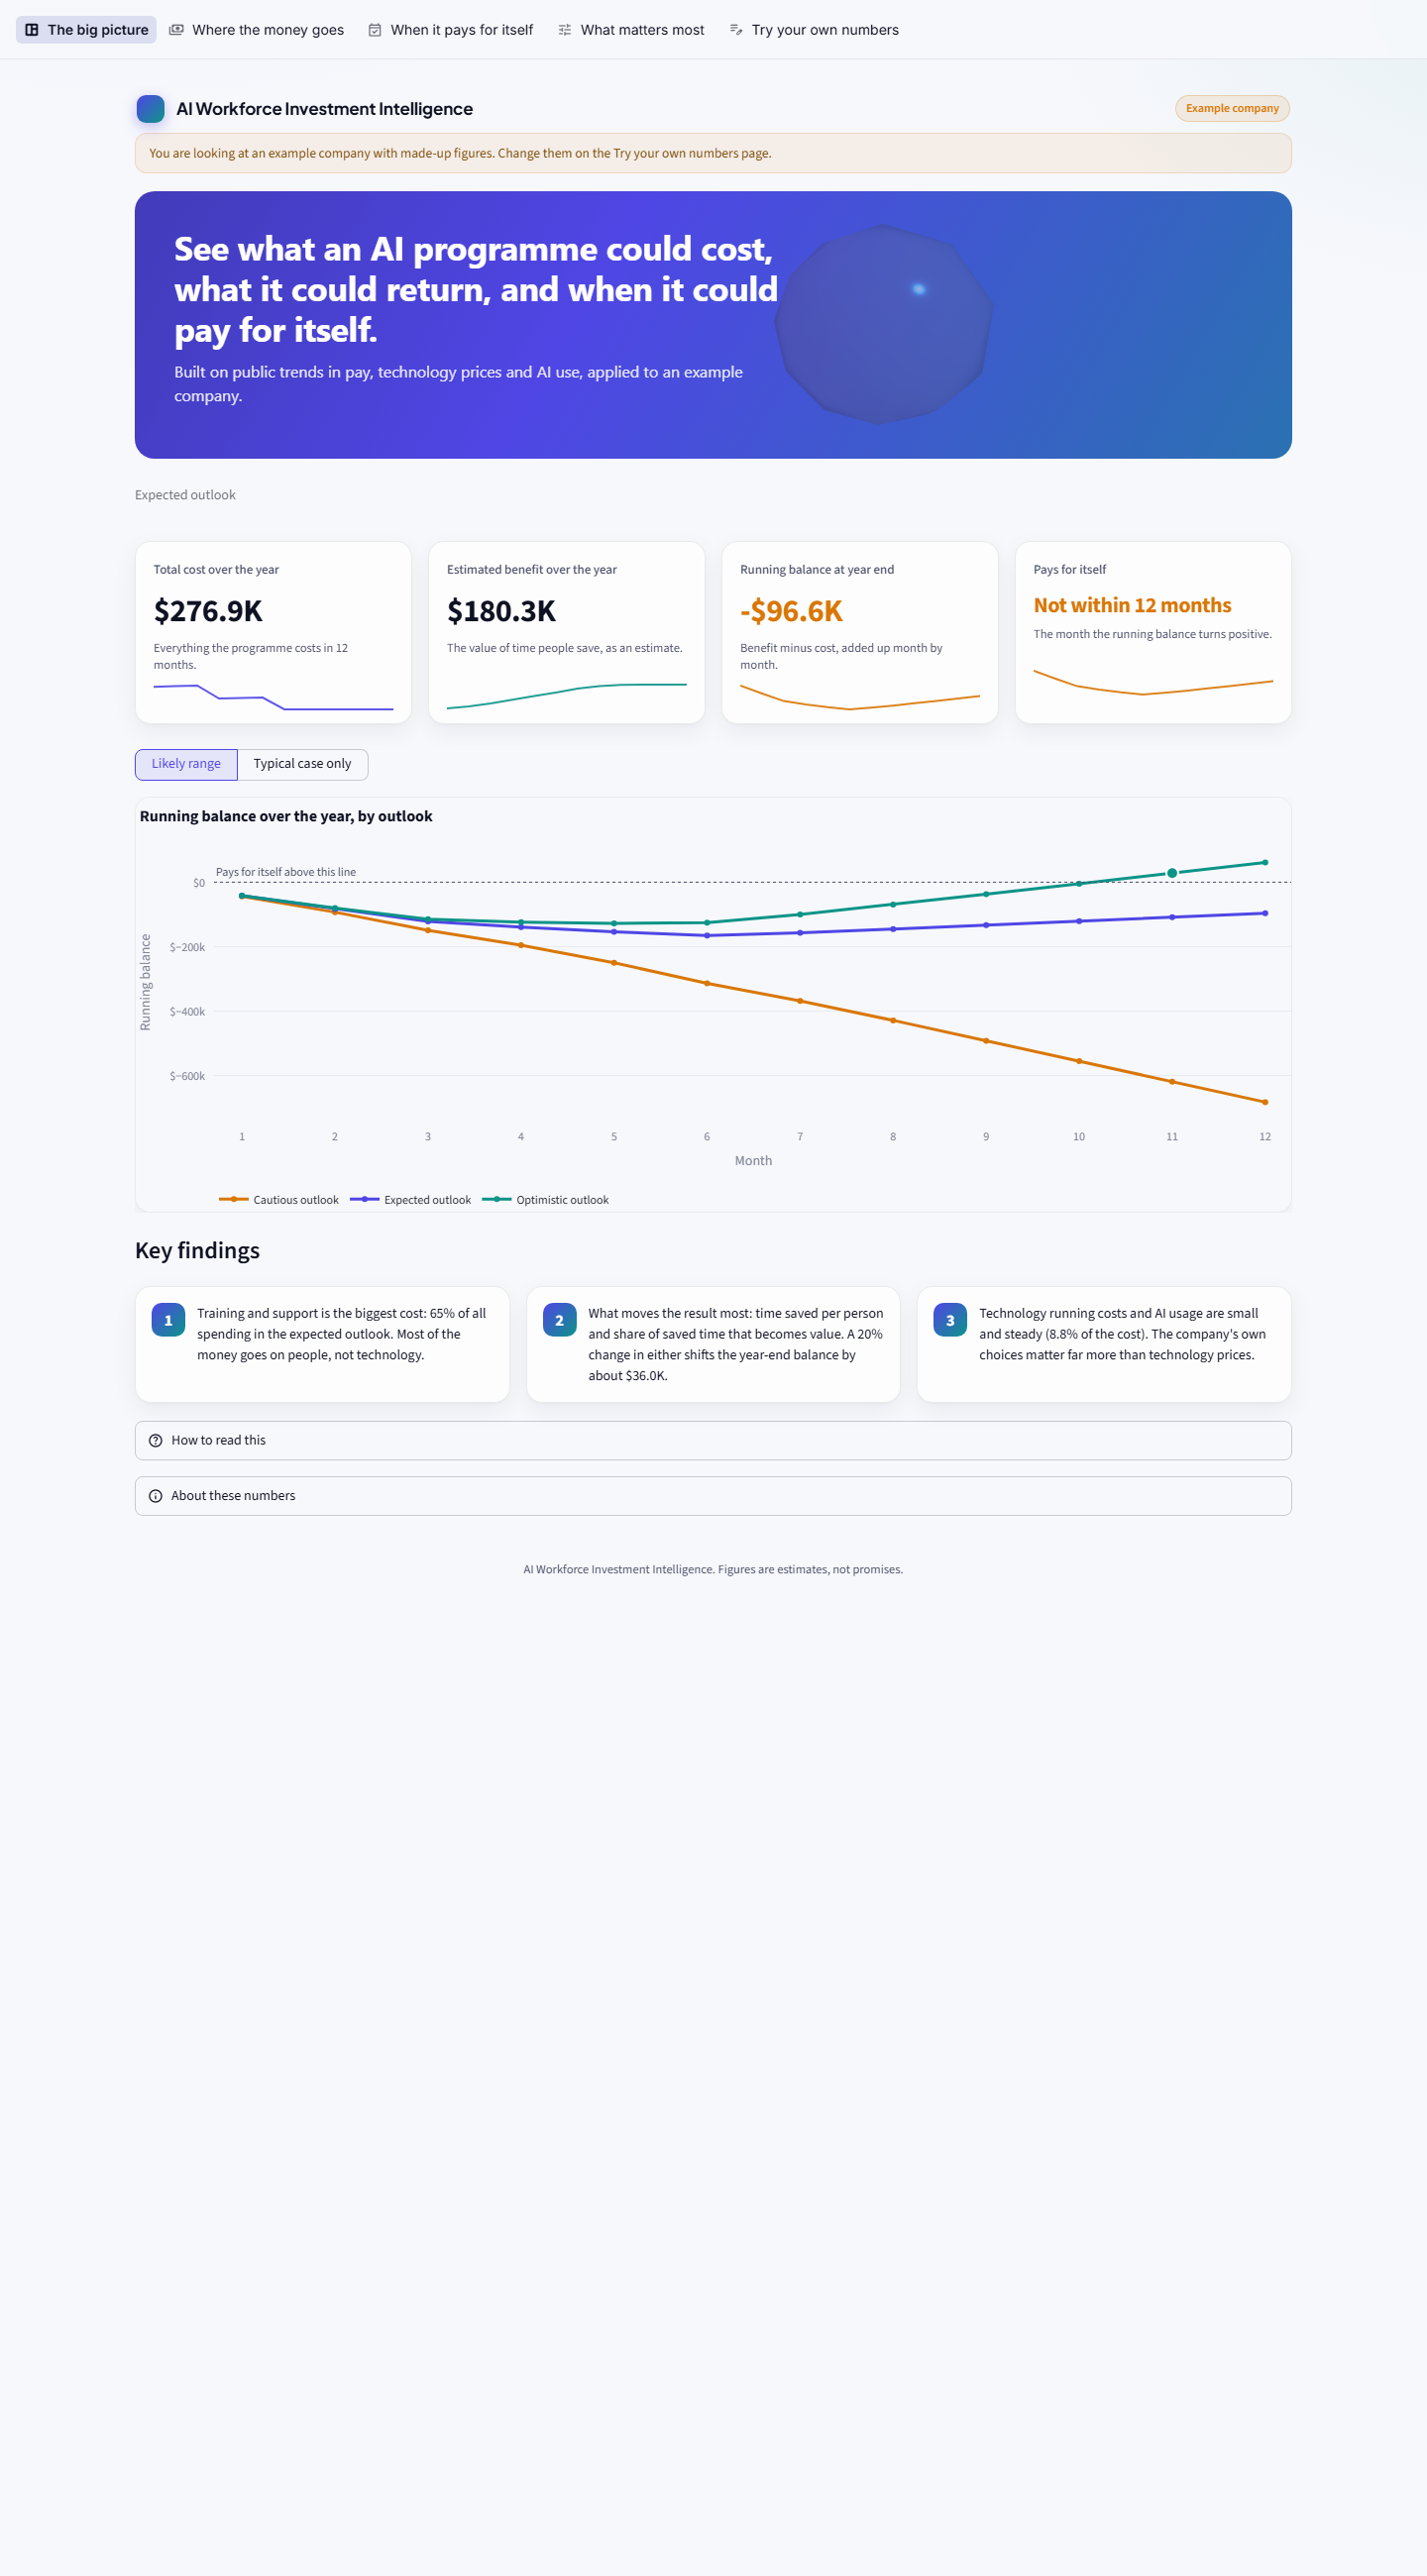 The big picture
Where the money goes
When it pays for itself
What matters most
Try your own numbers
AI Workforce Investment Intelligence
Example company
You are looking at an example company with made-up figures. Change them on the Try your own numbers page.
See what an AI programme could cost,
what it could return, and when it could
pay for itself.
Built on public trends in pay, technology prices and AI use, applied to an example
company.
Expected outlook
Total cost over the year
$276.9K
Everything the programme costs in 12
months.
Estimated benefit over the year
$180.3K
The value of time people save, as an estimate.
Running balance at year end
-$96.6K
Benefit minus cost, added up month by
month.
Pays for itself
Not within 12 months
The month the running balance turns positive.
Likely range
Typical case only
Running balance over the year, by outlook
Pays for itself above this line
$0
$−200k
$−400k
$−600k
Running balance
1 2 3 4 5 6 7 8 9 10 11 12
Month
Cautious outlook
Expected outlook
Optimistic outlook
Key findings
1
Training and support is the biggest cost: 65% of all
spending in the expected outlook. Most of the
money goes on people, not technology.
2
What moves the result most: time saved per person
and share of saved time that becomes value. A 20%
change in either shifts the year-end balance by
about $36.0K.
3
Technology running costs and AI usage are small
and steady (8.8% of the cost). The company's own
choices matter far more than technology prices.
How to read this
About these numbers
AI Workforce Investment Intelligence. Figures are estimates, not promises.